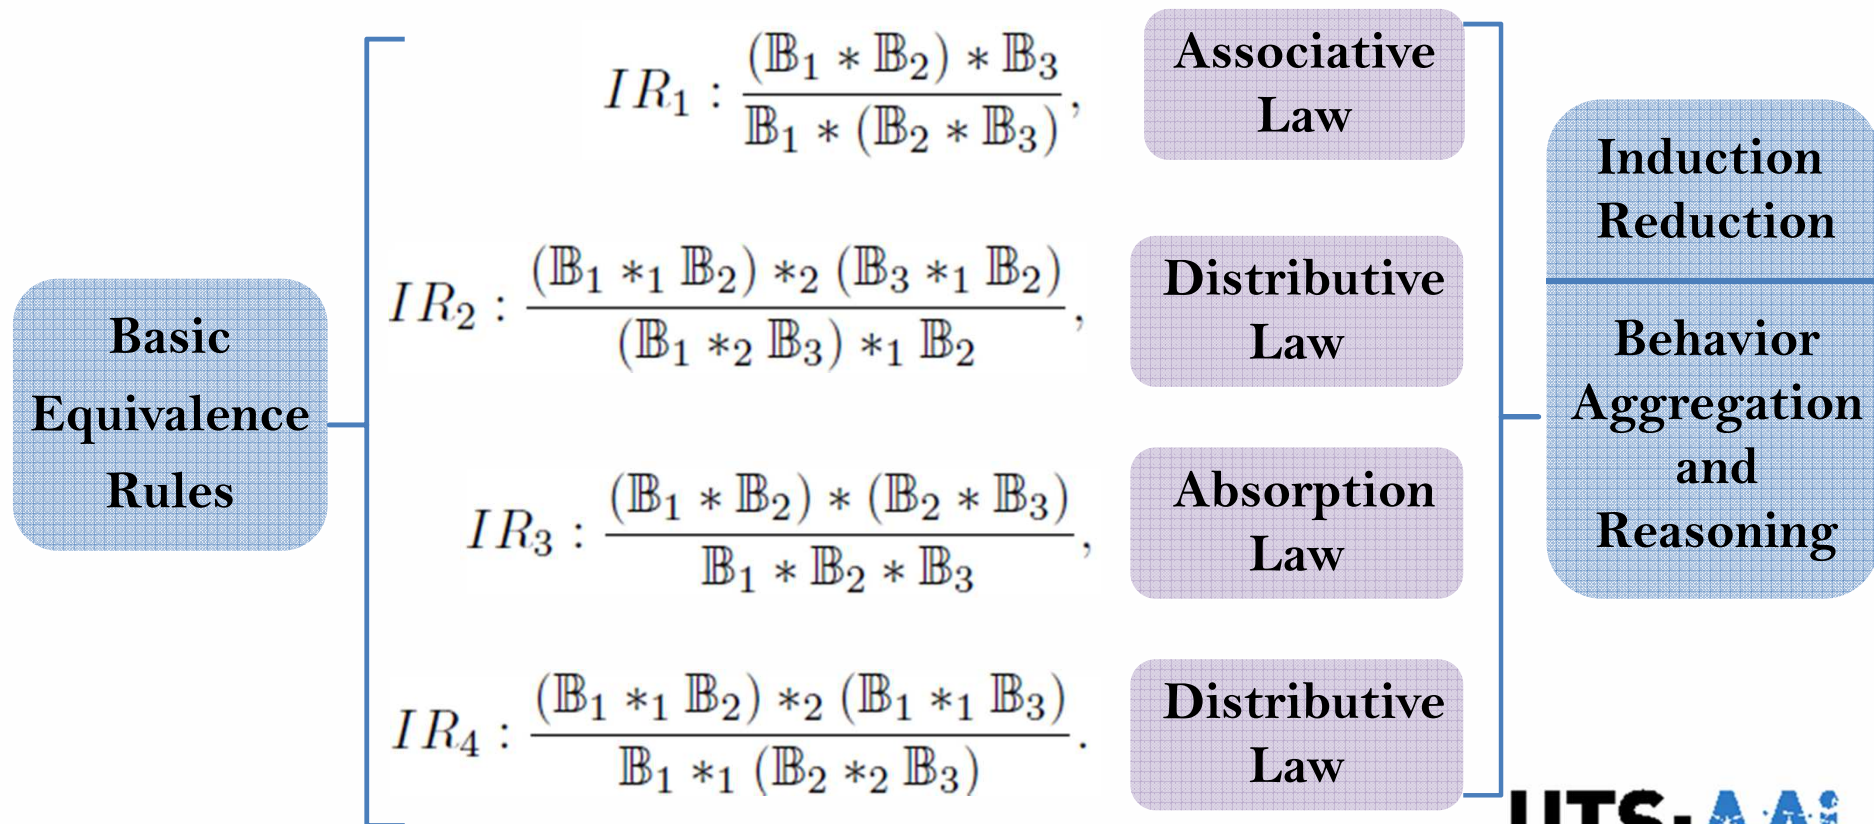 Basic
Equivalence
Rules
IR₁ : (𝔹₁ * 𝔹₂) * 𝔹₃
𝔹₁ * (𝔹₂ * 𝔹₃) ,
Associative
Law
IR₂ : (𝔹₁ *₁ 𝔹₂) *₂ (𝔹₃ *₁ 𝔹₂)
(𝔹₁ *₂ 𝔹₃) *₁ 𝔹₂ ,
Distributive
Law
IR₃ : (𝔹₁ * 𝔹₂) * (𝔹₂ * 𝔹₃)
𝔹₁ * 𝔹₂ * 𝔹₃ ,
Absorption
Law
IR₄ : (𝔹₁ *₁ 𝔹₂) *₂ (𝔹₁ *₁ 𝔹₃)
𝔹₁ *₁ (𝔹₂ *₂ 𝔹₃) .
Distributive
Law
Induction
Reduction
Behavior
Aggregation
and
Reasoning
UTS: AAi